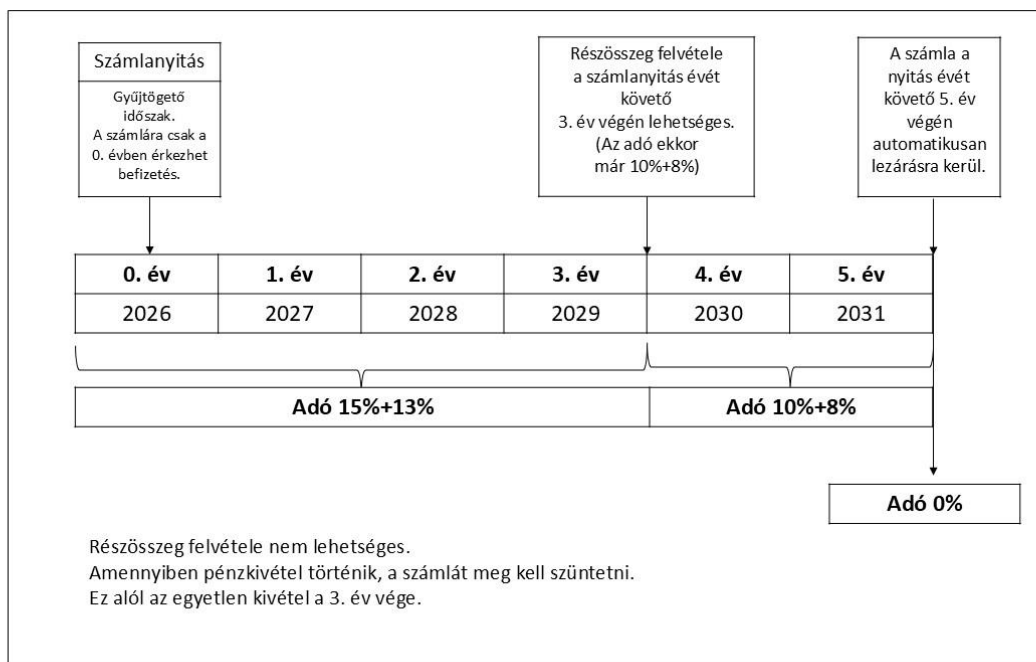 Számlanyitás
Gyűjtögető
időszak.
A számlára csak a
0. évben érkezhet
befizetés.
Részösszeg felvétele
a számlanyitás évét
követő
3. év végén lehetséges.
(Az adó ekkor
már 10%+8%)
A számla a
nyitás évét
követő 5. év
végén
automatikusan
lezárásra kerül.
0. év 1. év 2. év 3. év 4. év 5. év
2026 2027 2028 2029 2030 2031
Adó 15%+13% Adó 10%+8%
Adó 0%
Részösszeg felvétele nem lehetséges.
Amennyiben pénzkivétel történik, a számlát meg kell szüntetni.
Ez alól az egyetlen kivétel a 3. év vége.